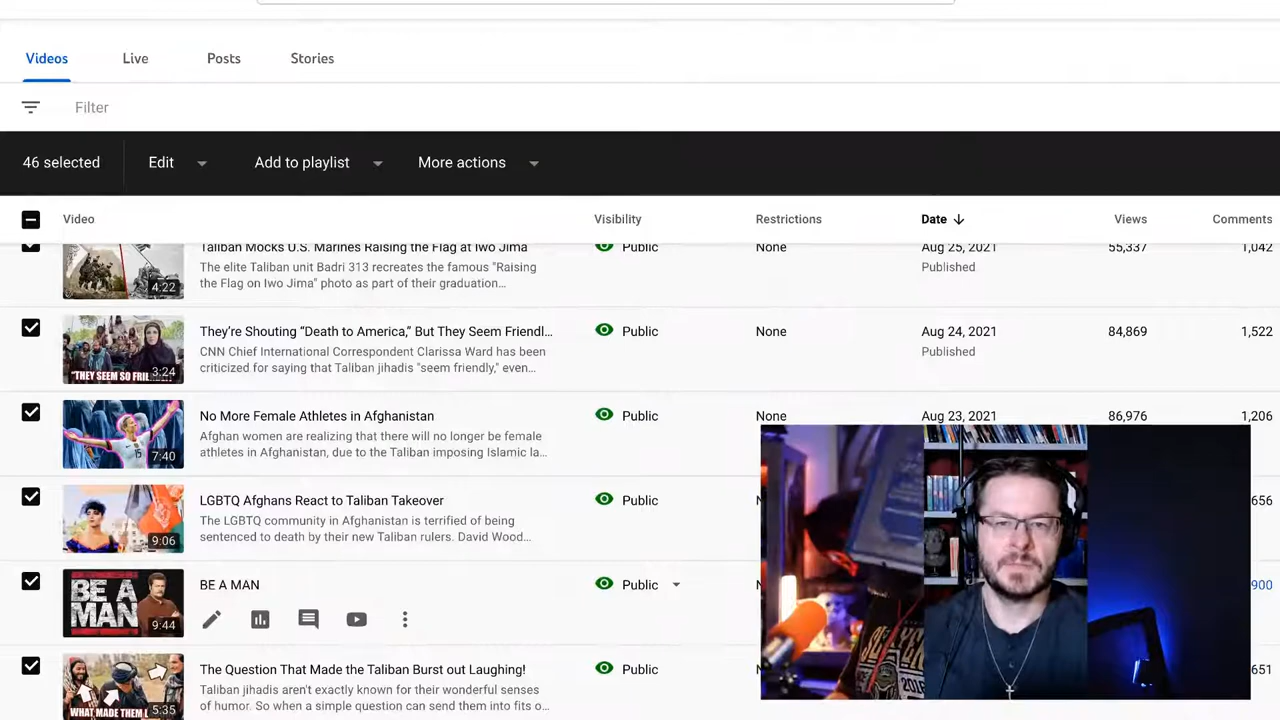 Videos Live Posts Stories
Filter
46 selected Edit Add to playlist More actions
Video Visibility Restrictions Date Views Comments
Taliban Mocks U.S. Marines Raising the Flag at Iwo Jima Public None Aug 25, 2021 55,337 1,042
The elite Taliban unit Badri 313 recreates the famous "Raising Published
the Flag on Iwo Jima" photo as part of their graduation…
4:22
They're Shouting “Death to America,” But They Seem Friendl… Public None Aug 24, 2021 84,869 1,522
CNN Chief International Correspondent Clarissa Ward has been Published
criticized for saying that Taliban jihadis "seem friendly," even…
"THEY SEEM SO FRI 3:24
No More Female Athletes in Afghanistan Public None Aug 23, 2021 86,976 1,206
Afghan women are realizing that there will no longer be female
athletes in Afghanistan, due to the Taliban imposing Islamic la…
15
7:40
LGBTQ Afghans React to Taliban Takeover Public 656
The LGBTQ community in Afghanistan is terrified of being
sentenced to death by their new Taliban rulers. David Wood…
9:06
BE A MAN Public 900
BE A
MAN
9:44
The Question That Made the Taliban Burst out Laughing! Public 651
Taliban jihadis aren't exactly known for their wonderful senses
of humor. So when a simple question can send them into fits o…
WHAT MADE THEM L 5:35